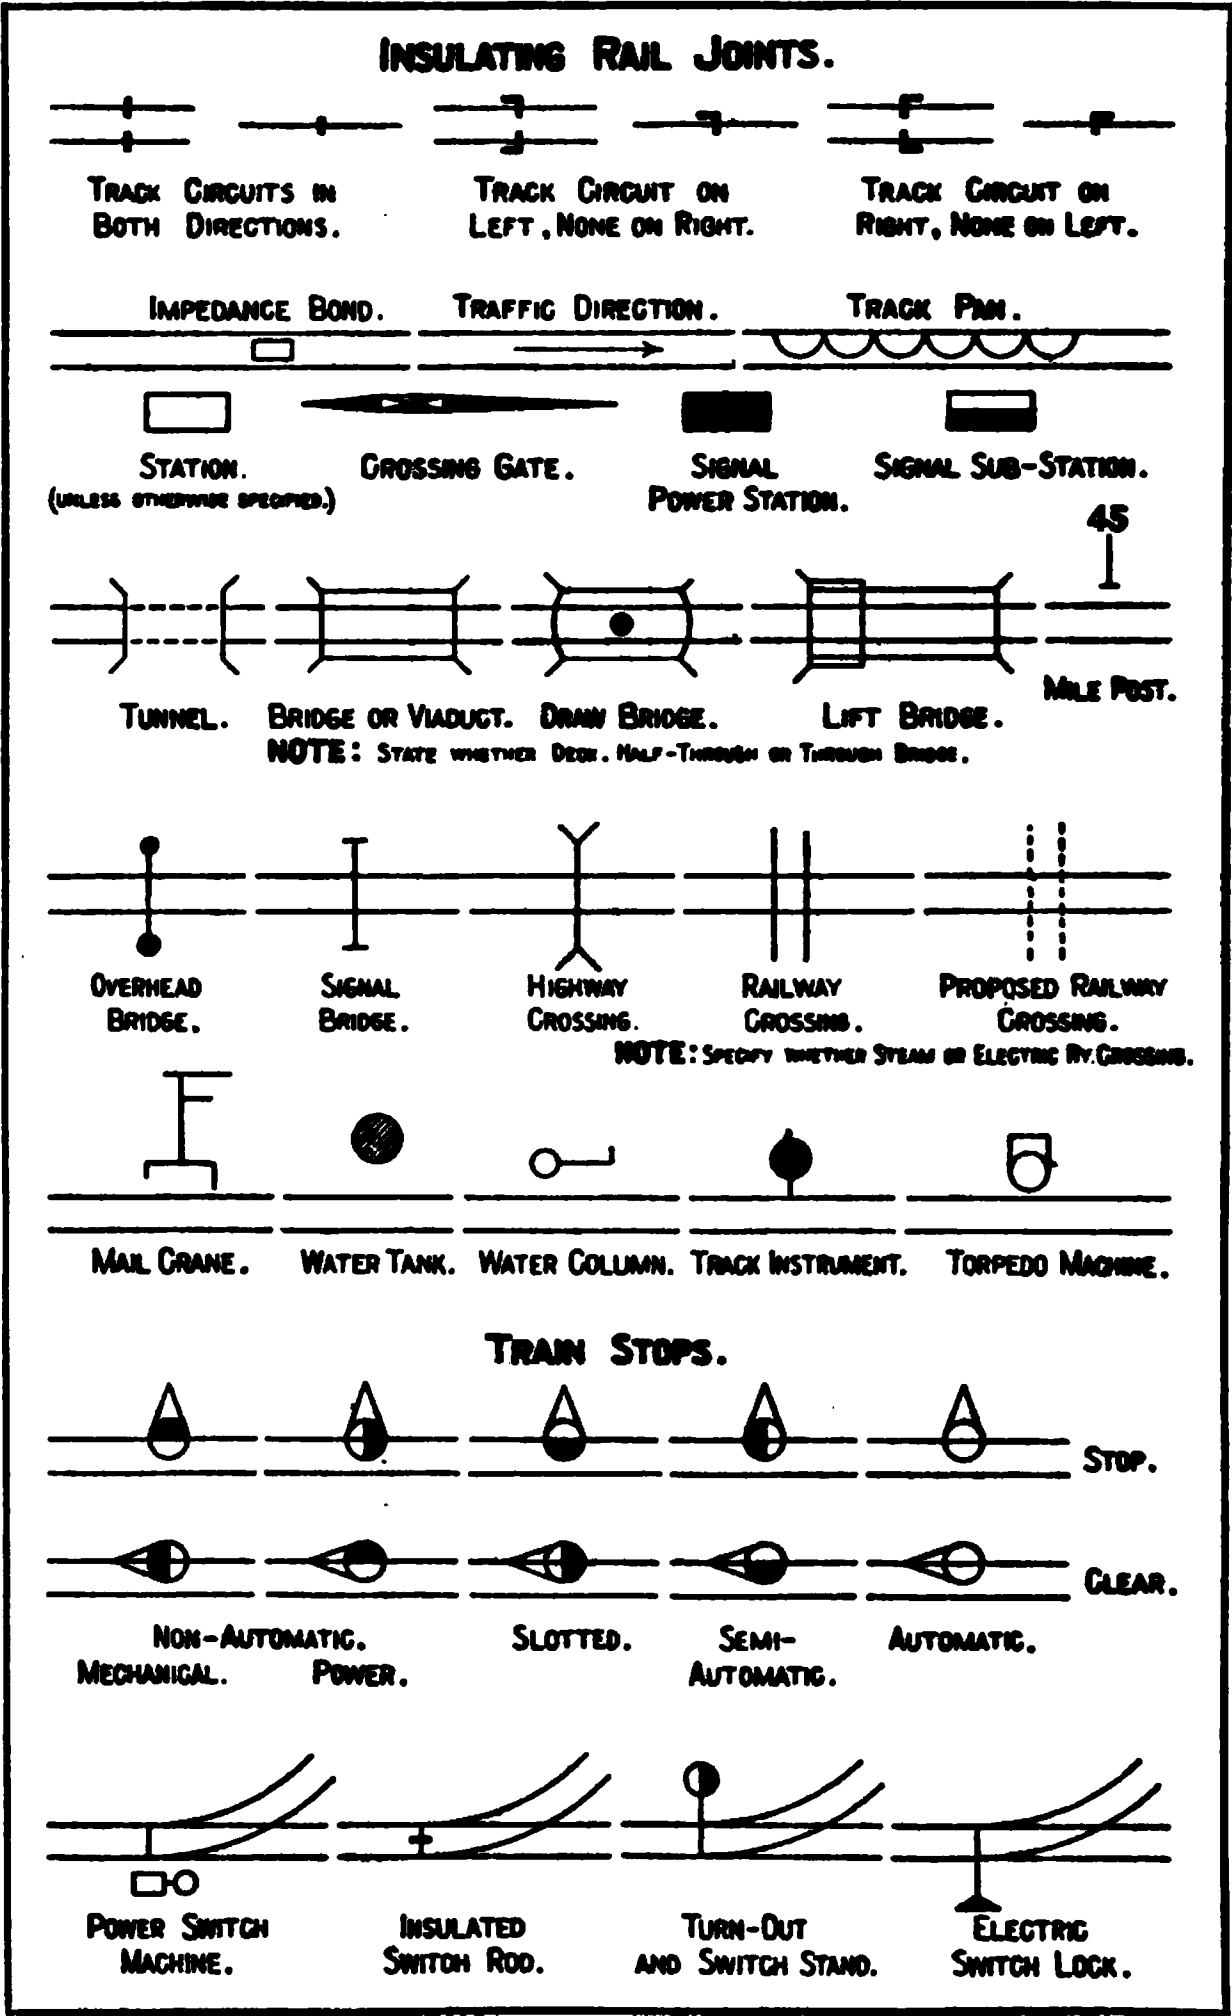 INSULATING RAIL JOINTS.
TRACK CIRCUITS IN
BOTH DIRECTIONS.
TRACK CIRCUIT ON
LEFT, NONE ON RIGHT.
TRACK CIRCUIT ON
RIGHT, NONE ON LEFT.
IMPEDANCE BOND.
TRAFFIC DIRECTION.
TRACK PAN.
STATION.
(UNLESS OTHERWISE SPECIFIED.)
CROSSING GATE.
SIGNAL
POWER STATION.
SIGNAL SUB-STATION.
45
MILE POST.
TUNNEL.
BRIDGE OR VIADUCT.
DRAW BRIDGE.
LIFT BRIDGE.
NOTE: STATE WHETHER DECK, HALF-THROUGH OR THROUGH BRIDGE.
OVERHEAD
BRIDGE.
SIGNAL
BRIDGE.
HIGHWAY
CROSSING.
RAILWAY
CROSSING.
PROPOSED RAILWAY
CROSSING.
NOTE: SPECIFY WHETHER STEAM OR ELECTRIC RY. CROSSING.
MAIL CRANE.
WATER TANK.
WATER COLUMN.
TRACK INSTRUMENT.
TORPEDO MACHINE.
TRAIN STOPS.
STOP.
CLEAR.
NON-AUTOMATIC.
MECHANICAL.
POWER.
SLOTTED.
SEMI-
AUTOMATIC.
AUTOMATIC.
POWER SWITCH
MACHINE.
INSULATED
SWITCH ROD.
TURN-OUT
AND SWITCH STAND.
ELECTRIC
SWITCH LOCK.